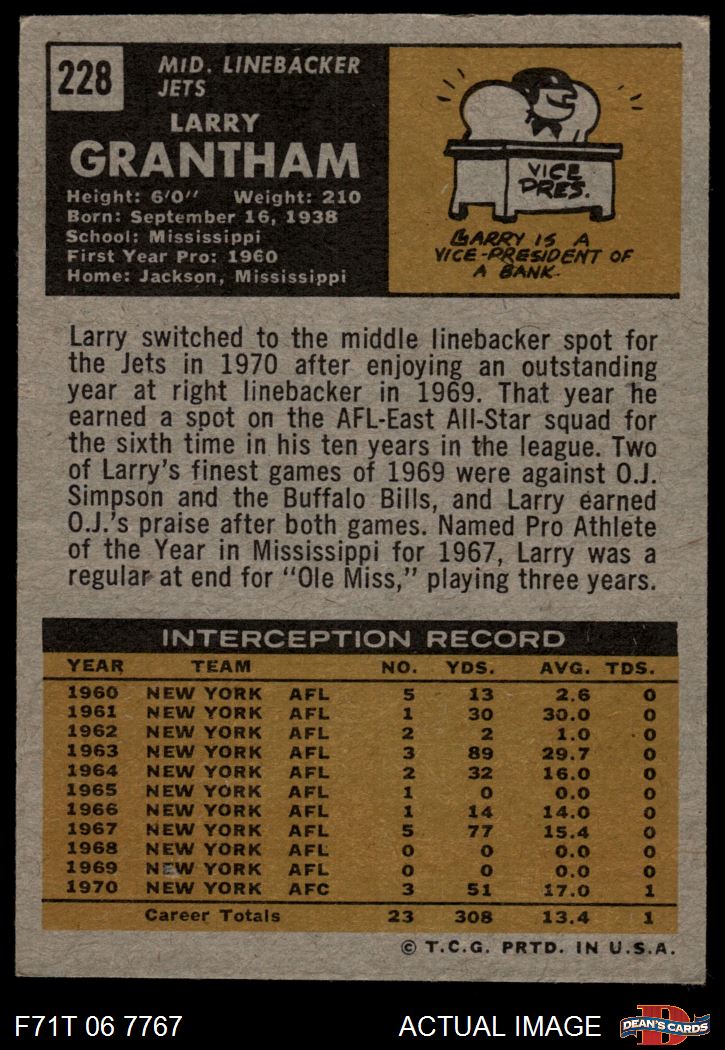 228
MID. LINEBACKER
JETS
LARRY
GRANTHAM
Height: 6'0" Weight: 210
Born: September 16, 1938
School: Mississippi
First Year Pro: 1960
Home: Jackson, Mississippi
VICE
PRES.
LARRY IS A
VICE-PRESIDENT OF
A BANK.
Larry switched to the middle linebacker spot for
the Jets in 1970 after enjoying an outstanding
year at right linebacker in 1969. That year he
earned a spot on the AFL-East All-Star squad for
the sixth time in his ten years in the league. Two
of Larry's finest games of 1969 were against O.J.
Simpson and the Buffalo Bills, and Larry earned
O.J.'s praise after both games. Named Pro Athlete
of the Year in Mississippi for 1967, Larry was a
regular at end for "Ole Miss," playing three years.
INTERCEPTION RECORD
YEAR TEAM NO. YDS. AVG. TDS.
1960 NEW YORK AFL 5 13 2.6 0
1961 NEW YORK AFL 1 30 30.0 0
1962 NEW YORK AFL 2 2 1.0 0
1963 NEW YORK AFL 3 89 29.7 0
1964 NEW YORK AFL 2 32 16.0 0
1965 NEW YORK AFL 1 0 0.0 0
1966 NEW YORK AFL 1 14 14.0 0
1967 NEW YORK AFL 5 77 15.4 0
1968 NEW YORK AFL 0 0 0.0 0
1969 NEW YORK AFL 0 0 0.0 0
1970 NEW YORK AFC 3 51 17.0 1
Career Totals 23 308 13.4 1
© T.C.G. PRTD. IN U.S.A.
F71T 06 7767 ACTUAL IMAGE D DEAN'S CARDS